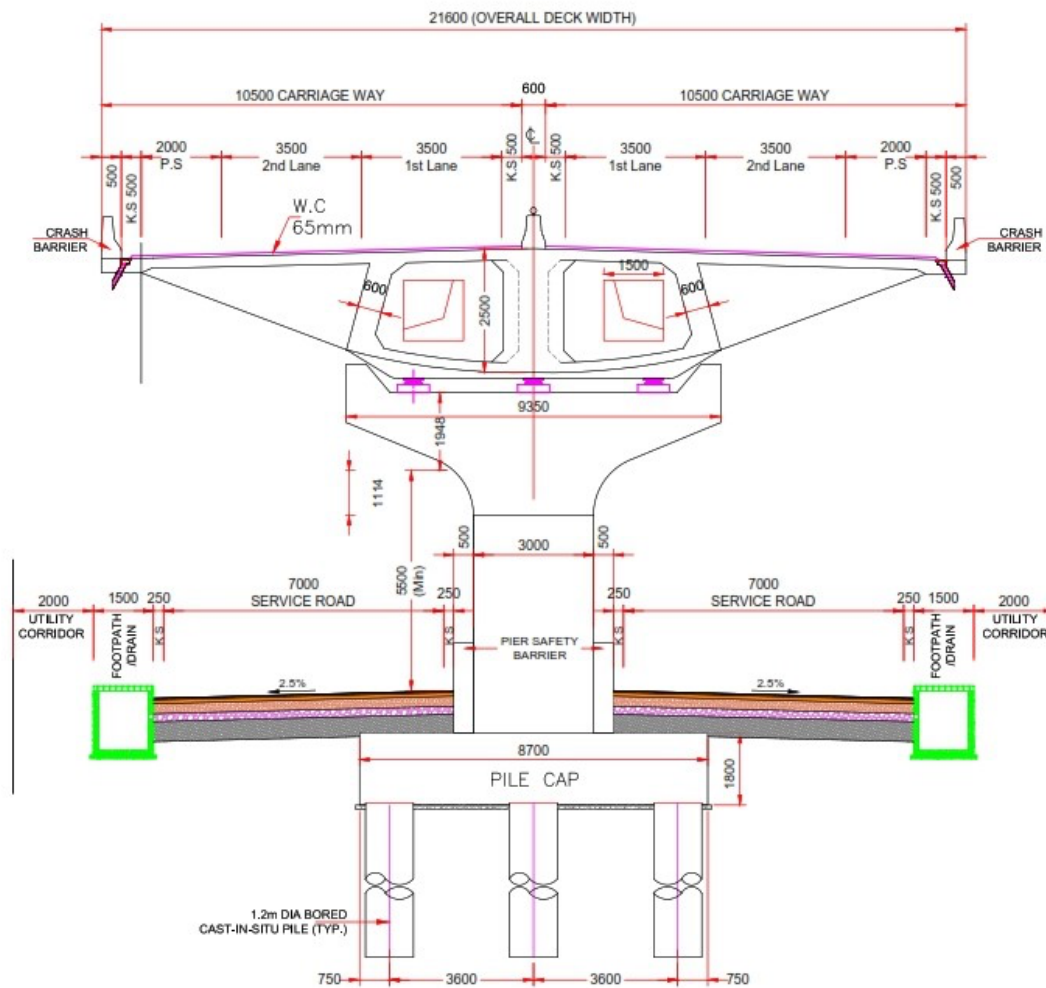 21600 (OVERALL DECK WIDTH)
10500 CARRIAGE WAY
600
10500 CARRIAGE WAY
500
K.S 500
2000
P.S
3500
2nd Lane
3500
1st Lane
K.S 500
℄
K.S 500
3500
1st Lane
3500
2nd Lane
2000
P.S
K.S 500
500
W.C
65mm
CRASH
BARRIER
CRASH
BARRIER
600
2500
1500
600
9350
1948
1114
5500
(Min)
500
3000
500
2000
UTILITY
CORRIDOR
1500
FOOTPATH
/DRAIN
250
K.S
7000
SERVICE ROAD
250
K.S
250
K.S
7000
SERVICE ROAD
250
K.S
1500
FOOTPATH
/DRAIN
2000
UTILITY
CORRIDOR
PIER SAFETY
BARRIER
2.5%
2.5%
8700
PILE CAP
1800
1.2m DIA BORED
CAST-IN-SITU PILE (TYP.)
750
3600
3600
750